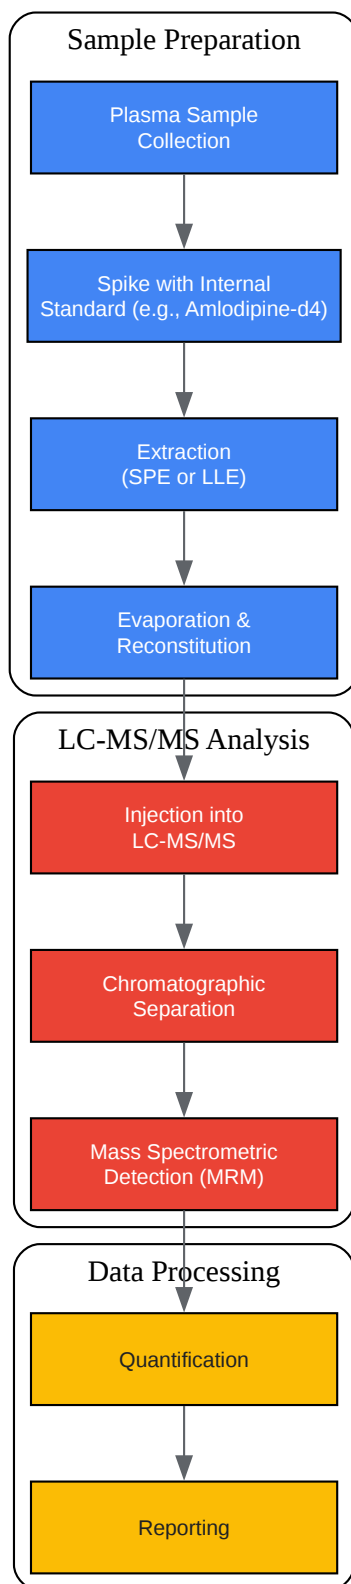 Sample Preparation
Plasma Sample
Collection
Spike with Internal
Standard (e.g., Amlodipine-d4)
Extraction
(SPE or LLE)
Evaporation &
Reconstitution
LC-MS/MS Analysis
Injection into
LC-MS/MS
Chromatographic
Separation
Mass Spectrometric
Detection (MRM)
Data Processing
Quantification
Reporting